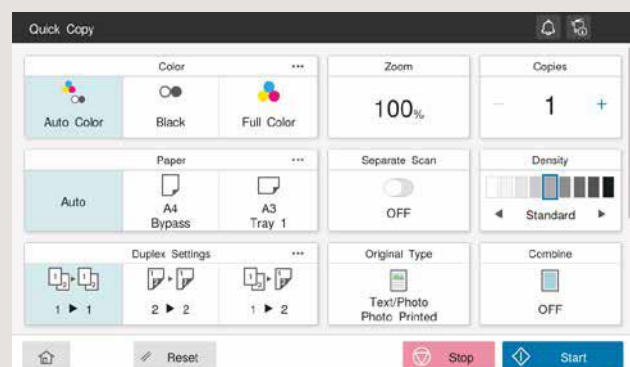 Quick Copy
Color
Auto Color
Black
Full Color
Zoom
100%
Copies
1
Paper
Auto
A4
Bypass
A3
Tray 1
Separate Scan
OFF
Density
Standard
Duplex Settings
1 ▶ 1
2 ▶ 2
1 ▶ 2
Original Type
Text/Photo
Photo Printed
Combine
OFF
Reset
Stop
Start